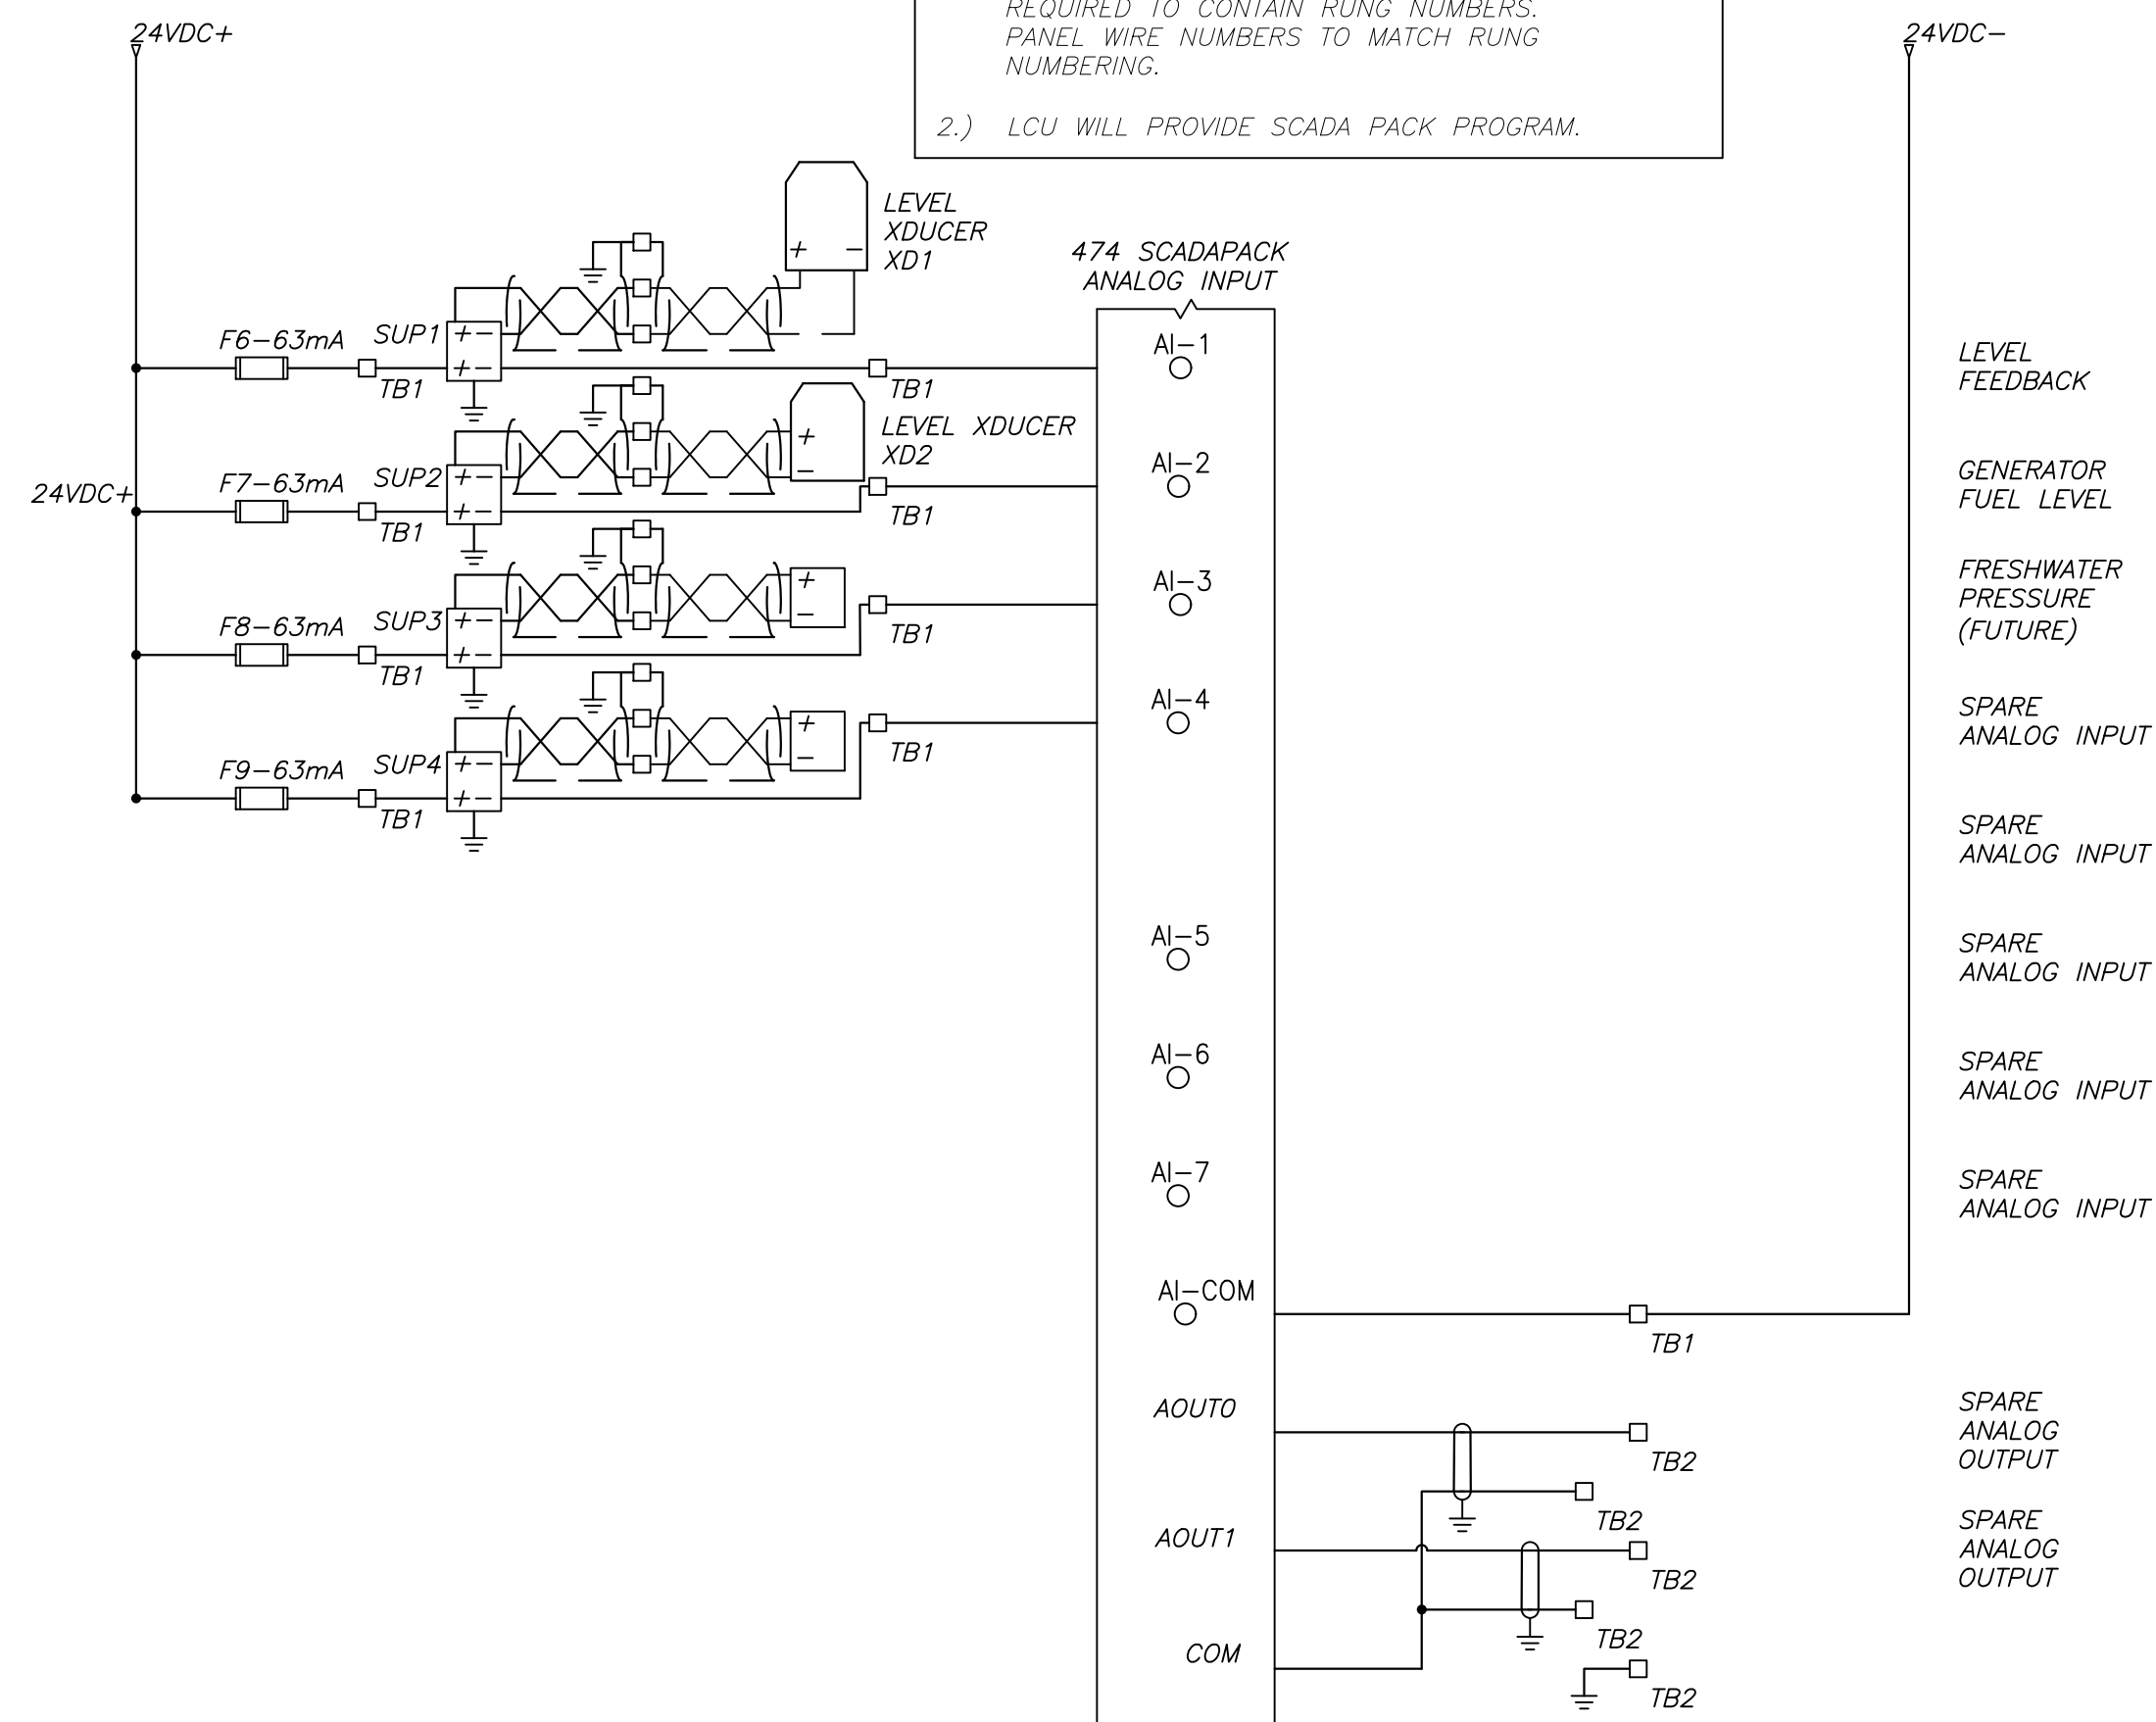 REQUIRED TO CONTAIN RUNG NUMBERS.
PANEL WIRE NUMBERS TO MATCH RUNG
NUMBERING.
2.) LCU WILL PROVIDE SCADA PACK PROGRAM.
24VDC+
24VDC-
LEVEL
XDUCER
XD1
+ -
474 SCADAPACK
ANALOG INPUT
F6-63mA
SUP1
+-
+-
TB1
TB1
AI-1
LEVEL
FEEDBACK
LEVEL XDUCER
XD2
+
-
24VDC+
F7-63mA
SUP2
+-
+-
TB1
TB1
AI-2
GENERATOR
FUEL LEVEL
F8-63mA
SUP3
+-
+-
+
-
TB1
TB1
AI-3
FRESHWATER
PRESSURE
(FUTURE)
F9-63mA
SUP4
+-
+-
+
-
TB1
TB1
AI-4
SPARE
ANALOG INPUT
SPARE
ANALOG INPUT
AI-5
SPARE
ANALOG INPUT
AI-6
SPARE
ANALOG INPUT
AI-7
SPARE
ANALOG INPUT
AI-COM
TB1
AOUT0
TB2
SPARE
ANALOG
OUTPUT
TB2
AOUT1
TB2
SPARE
ANALOG
OUTPUT
TB2
COM
TB2